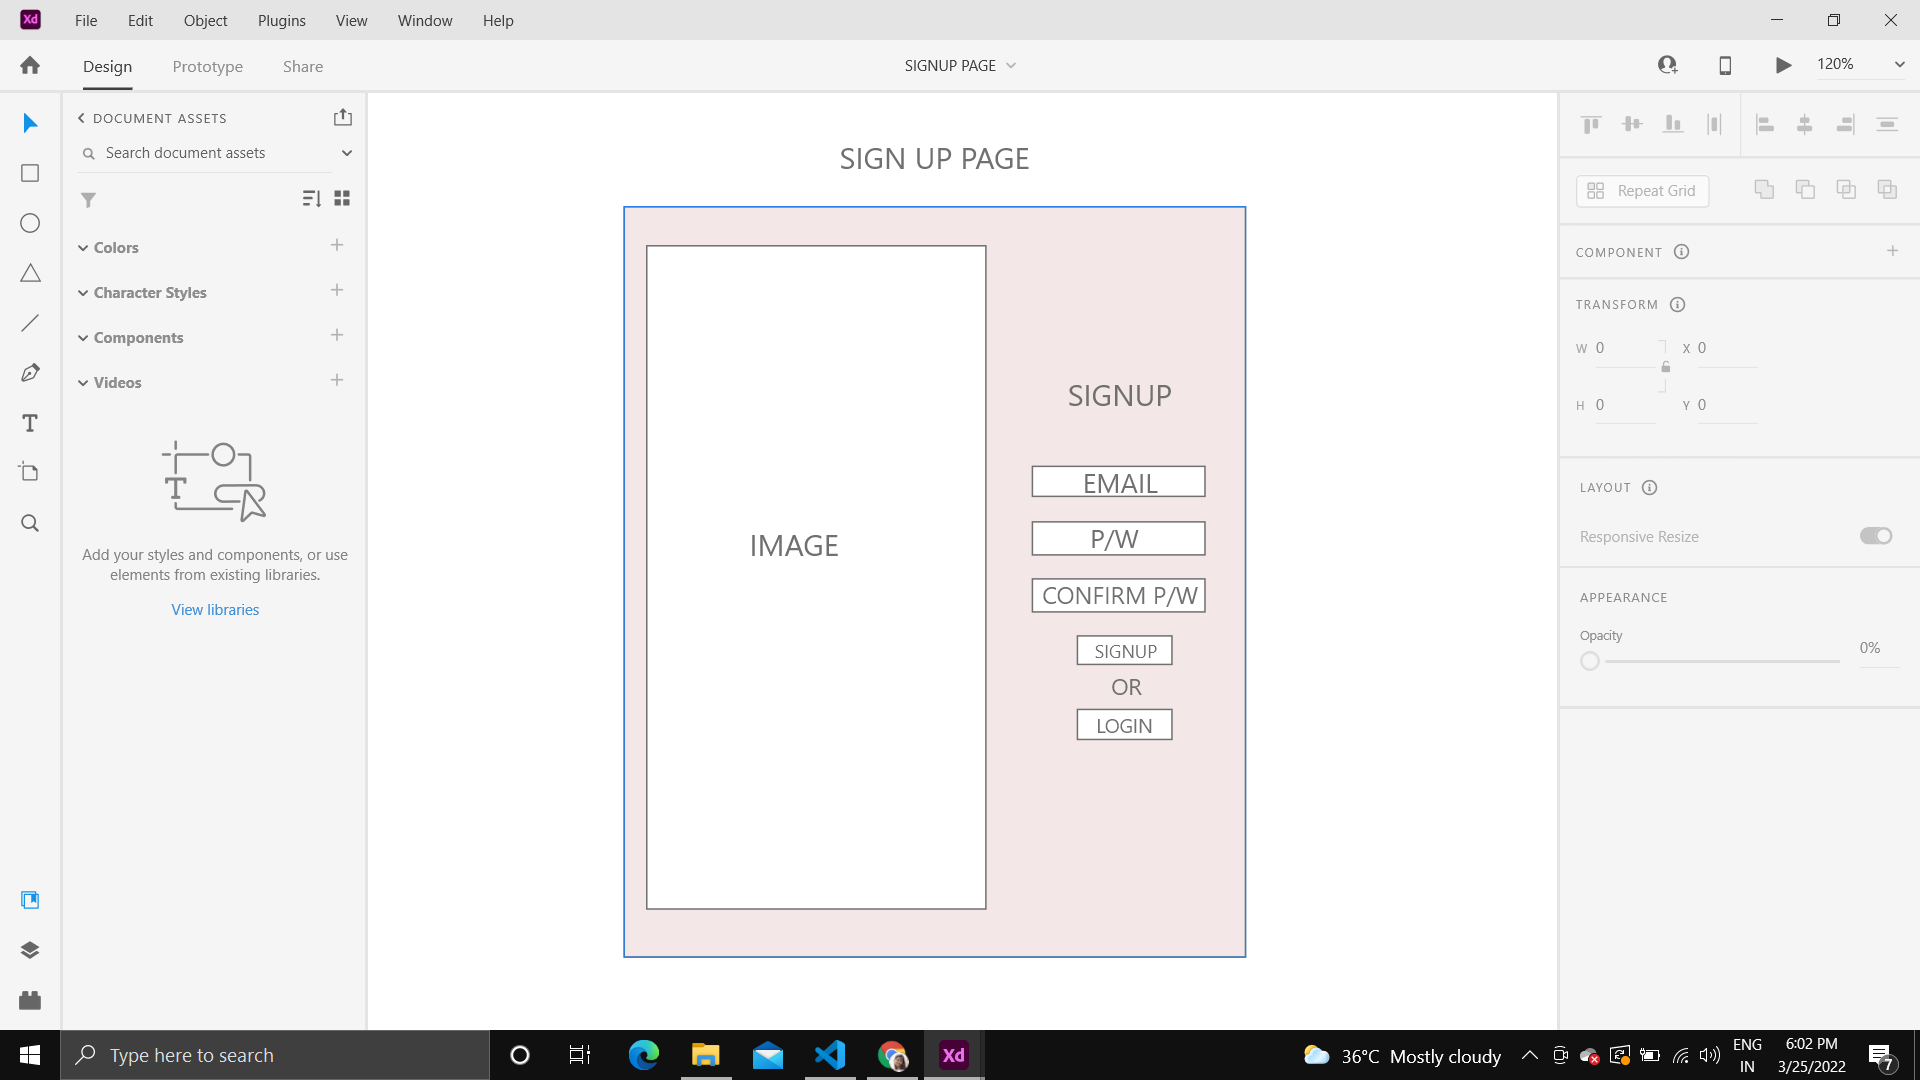 Xd File Edit Object Plugins View Window Help
Design Prototype Share SIGNUP PAGE 120%
DOCUMENT ASSETS
Search document assets
Colors
Character Styles
Components
Videos
T
Add your styles and components, or use
elements from existing libraries.
View libraries
SIGN UP PAGE
IMAGE
SIGNUP
EMAIL
P/W
CONFIRM P/W
SIGNUP
OR
LOGIN
Repeat Grid
COMPONENT
TRANSFORM
W 0 X 0
H 0 Y 0
LAYOUT
Responsive Resize
APPEARANCE
Opacity
0%
Type here to search
Xd
36°C Mostly cloudy
ENG
IN
6:02 PM
3/25/2022
7